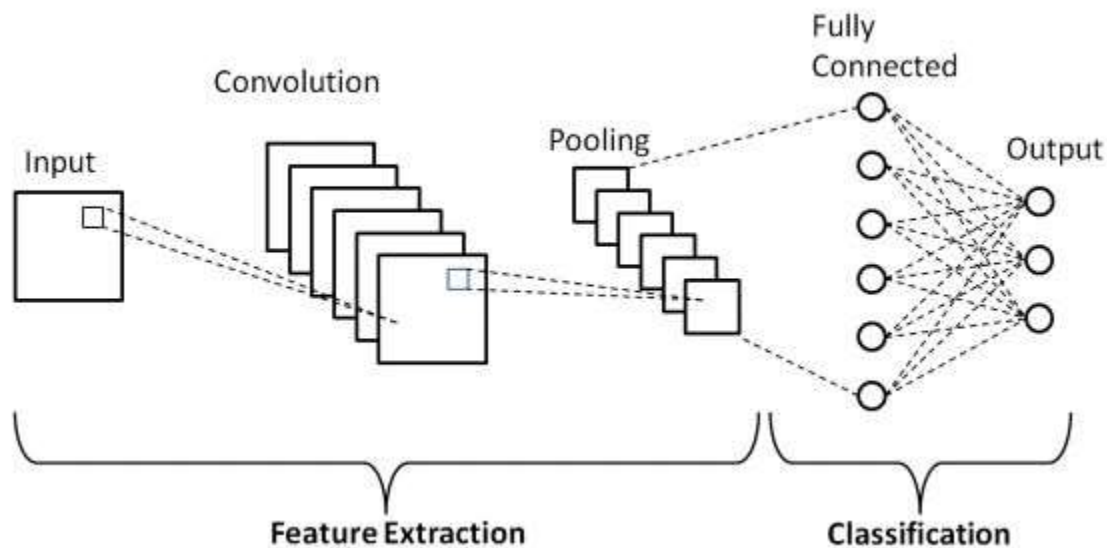 Input
Convolution
Pooling
Fully
Connected
Output
Feature Extraction
Classification